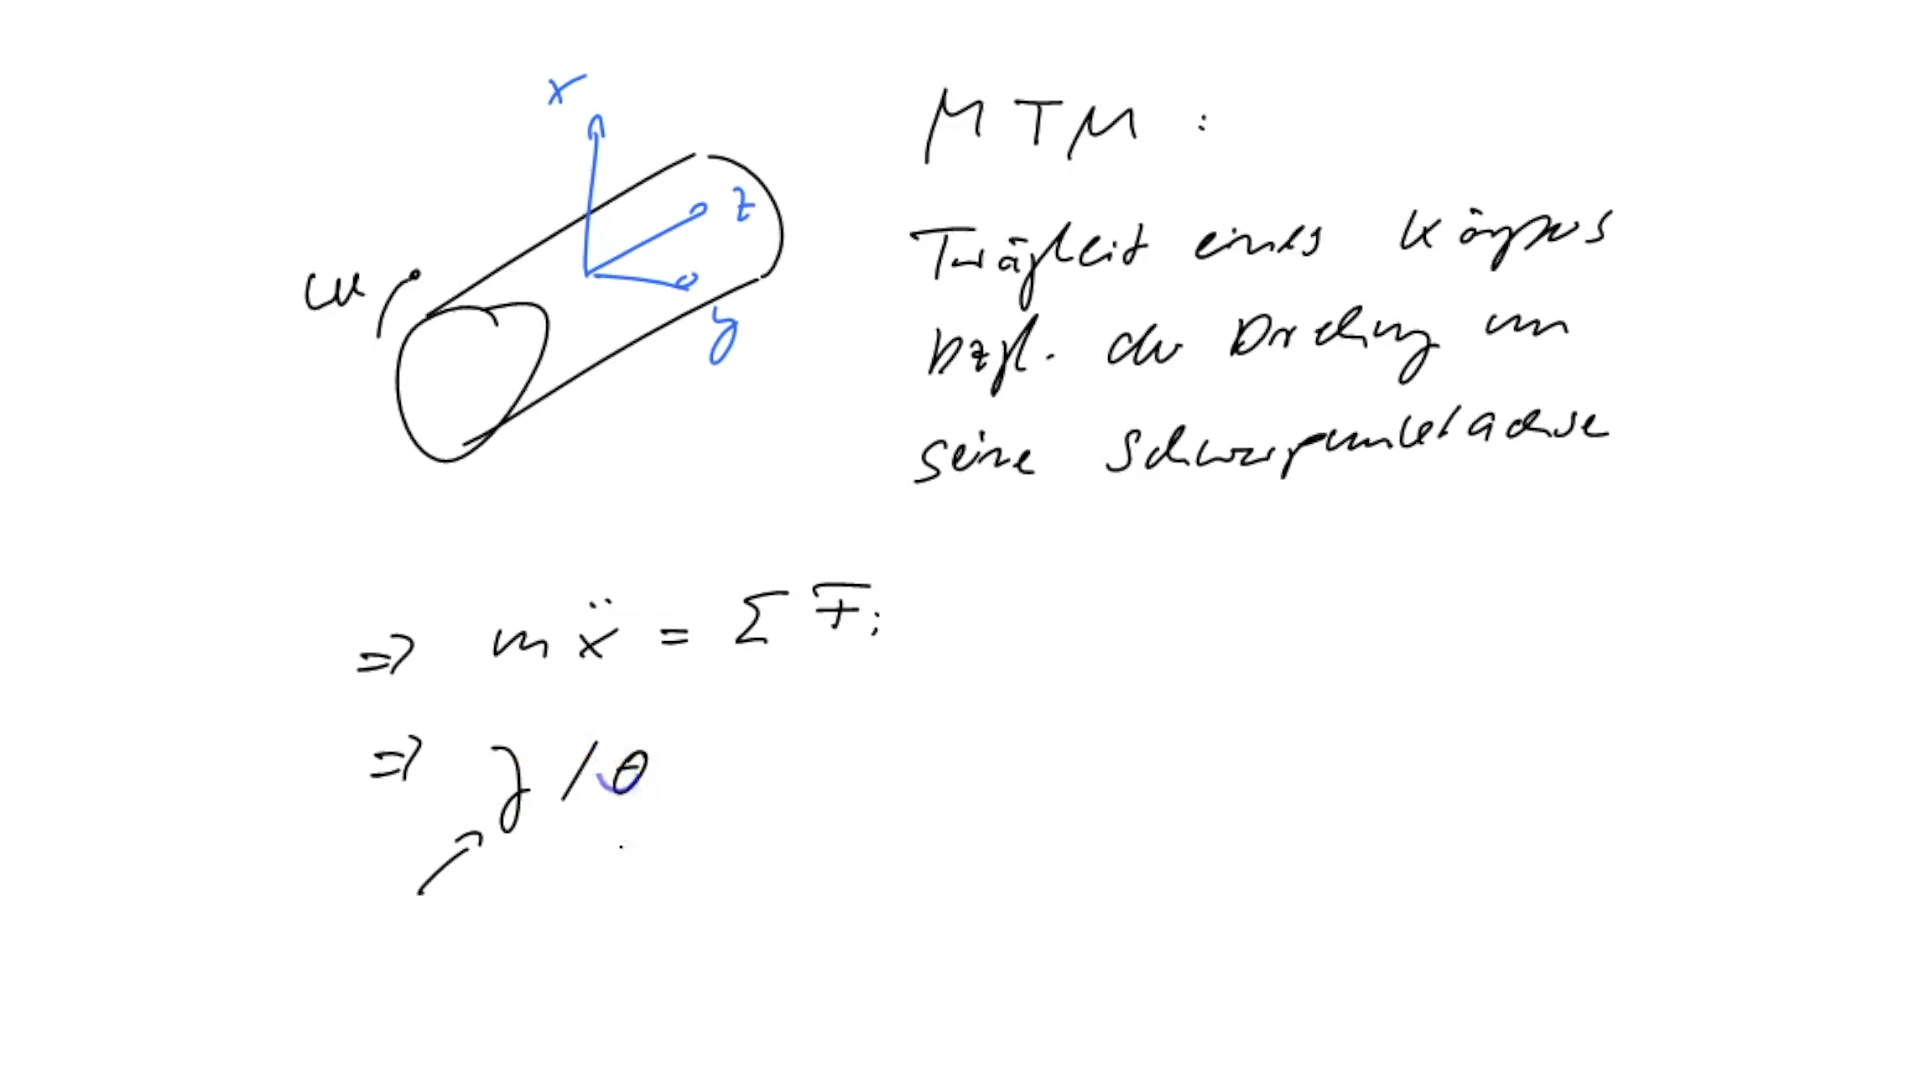 x
z
y
ω
MTM :
Trägheit eines Körpers
bzgl. der Drehung um
seine Schwerpunktachse
=> m ẍ = Σ Fi
=> J / θ